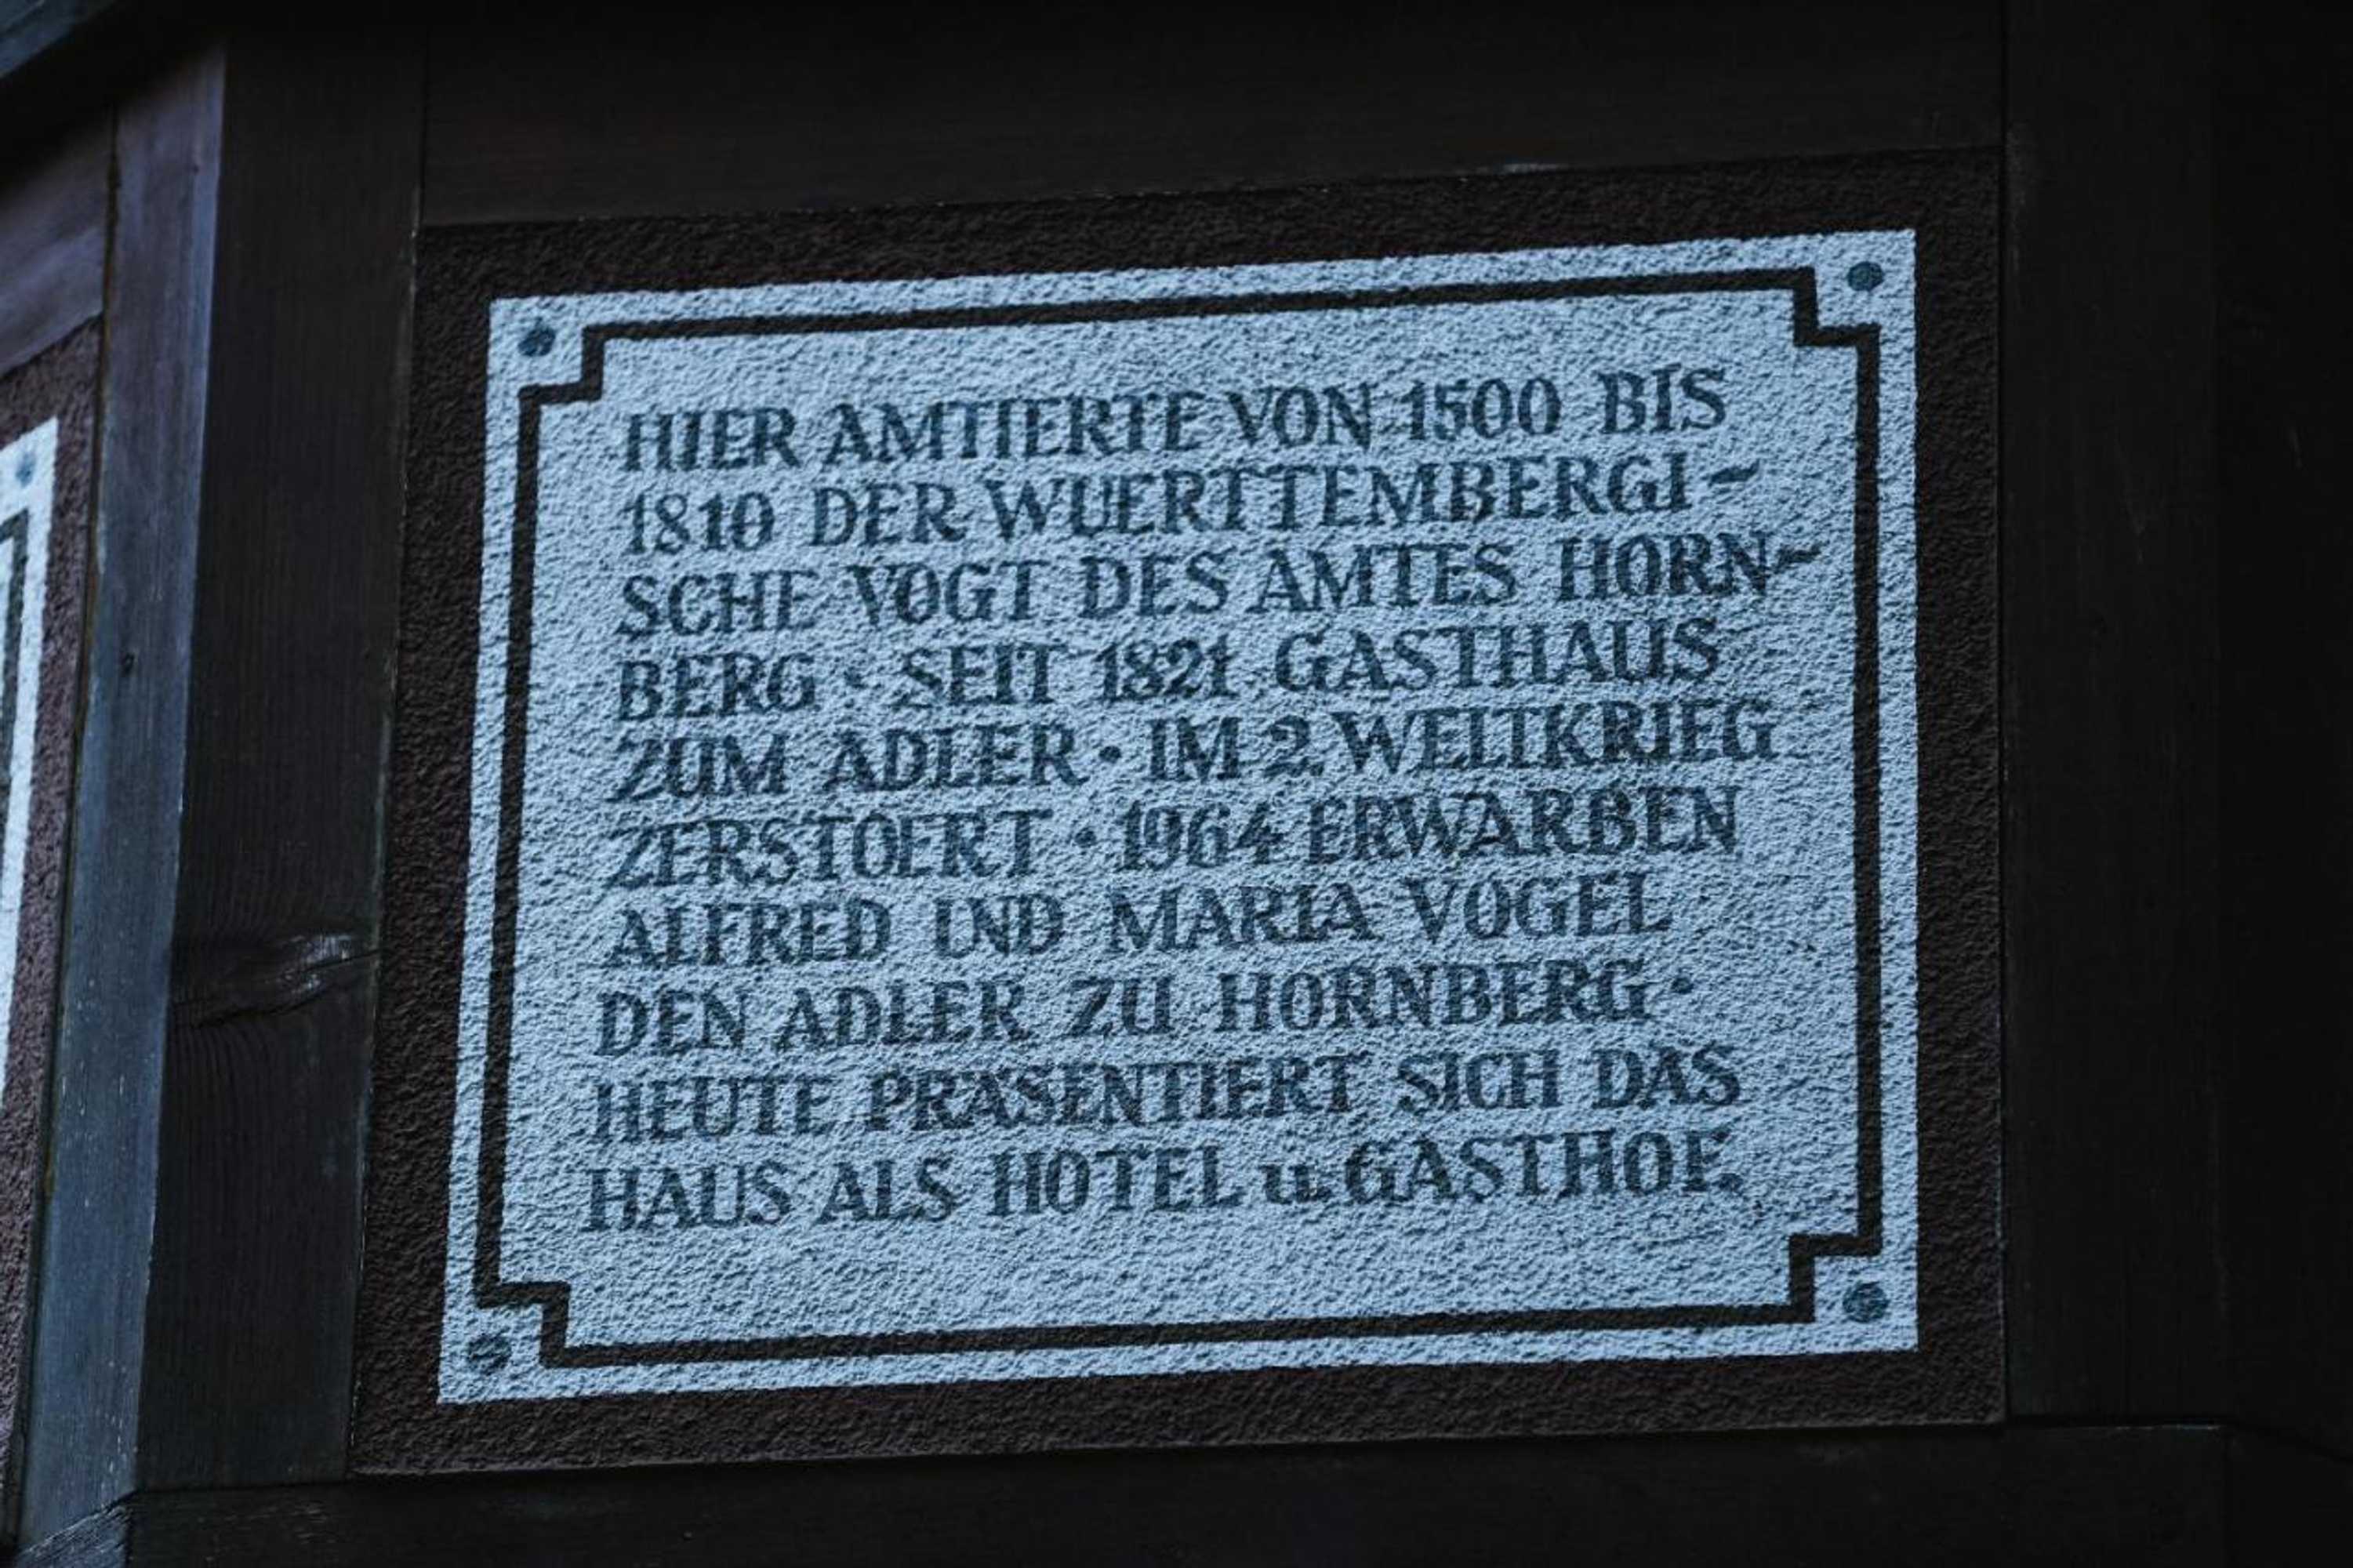 HIER AMTIERTE VON 1500 BIS
1810 DER WUERTTEMBERGI-
SCHE VOGT DES AMTES HORN-
BERG · SEIT 1821 GASTHAUS
ZUM ADLER · IM 2. WELTKRIEG
ZERSTOERT · 1964 ERWARBEN
ALFRED UND MARIA VOGEL
DEN ADLER ZU HORNBERG ·
HEUTE PRÄSENTIERT SICH DAS
HAUS ALS HOTEL u. GASTHOF.